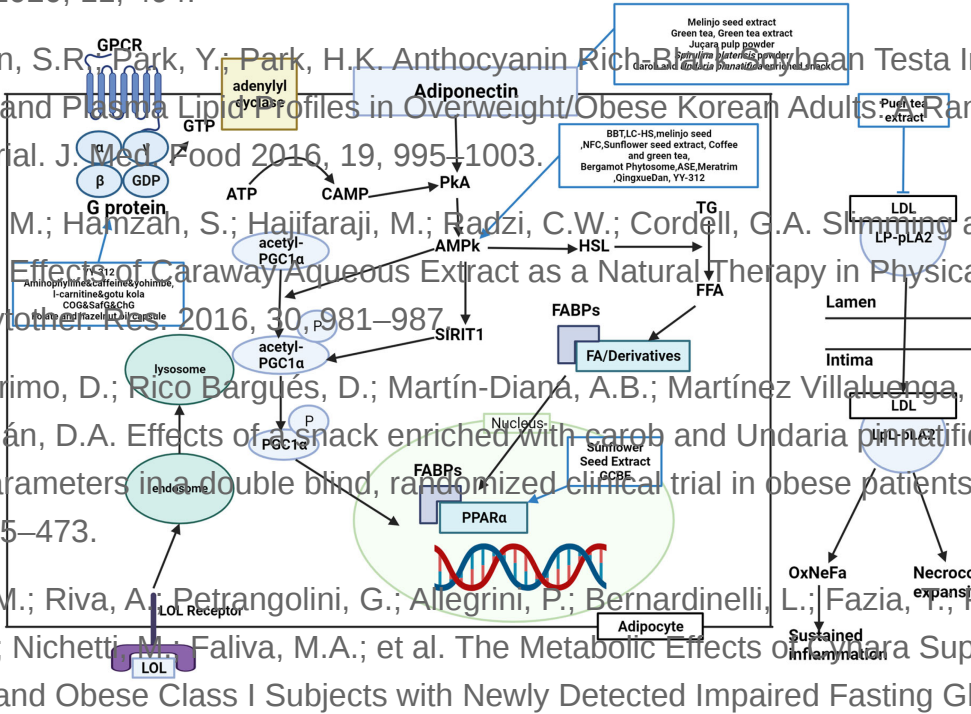 n, S.R.; Park, Y.; Park, H.K. Anthocyanin Rich-Black Soybean Testa
and Plasma Lipid Profiles in Overweight/Obese Korean Adults: A Ran
rial. J. Med. Food 2016, 19, 995–1003.
M.; Hamzah, S.; Hajifaraji, M.; Radzi, C.W.; Cordell, G.A. Slimming
Effects of Caraway Aqueous Extract as a Natural Therapy in Physica
ytother. Res. 2016, 30, 981–987.
rimo, D.; Rico Bargués, D.; Martín-Diana, A.B.; Martínez Villaluenga,
án, D.A. Effects of a snack enriched with carob and Undaria pinnatifid
arameters in a double blind, randomized clinical trial in obese patients
5–473.
M.; Riva, A.; Petrangolini, G.; Allegrini, P.; Bernardinelli, L.; Fazia, T.;
; Nichetti, M.; Faliva, M.A.; et al. The Metabolic Effects of Cynara Sup
and Obese Class I Subjects with Newly Detected Impaired Fasting Gl
GPCR
adenylyl
cyclase
Adiponectin
Melinjo seed extract
Green tea, Green tea extract
Juçara pulp powder
Spirulina platensis powder
Carob and Undaria pinnatifida enriched snack
Puer tea
extract
GTP
α
γ
β
GDP
G protein
ATP
CAMP
PkA
BBT,LC-HS,melinjo seed
,NFC,Sunflower seed extract, Coffee
and green tea,
Bergamot Phytosome,ASE,Meratrim
,QingxueDan, YY-312
TG
LDL
LP-pLA2
acetyl-
PGC1α
AMPk
HSL
YY-312
Aminophylline&caffeine&yohimbe,
l-carnitine&gotu kola
COG&SafG&ChG
Folate and hazelnut oil capsule
FFA
Lamen
FABPs
P
SIRIT1
acetyl-
PGC1α
FA/Derivatives
Intima
lysosome
LDL
P
Nucleus
PGC1α
Sunflower
Seed Extract
GCBE
FABPs
endosome
PPARα
OxNeFa
Necroco
expansi
LOL Receptor
Adipocyte
Sustained
inflammation
LOL